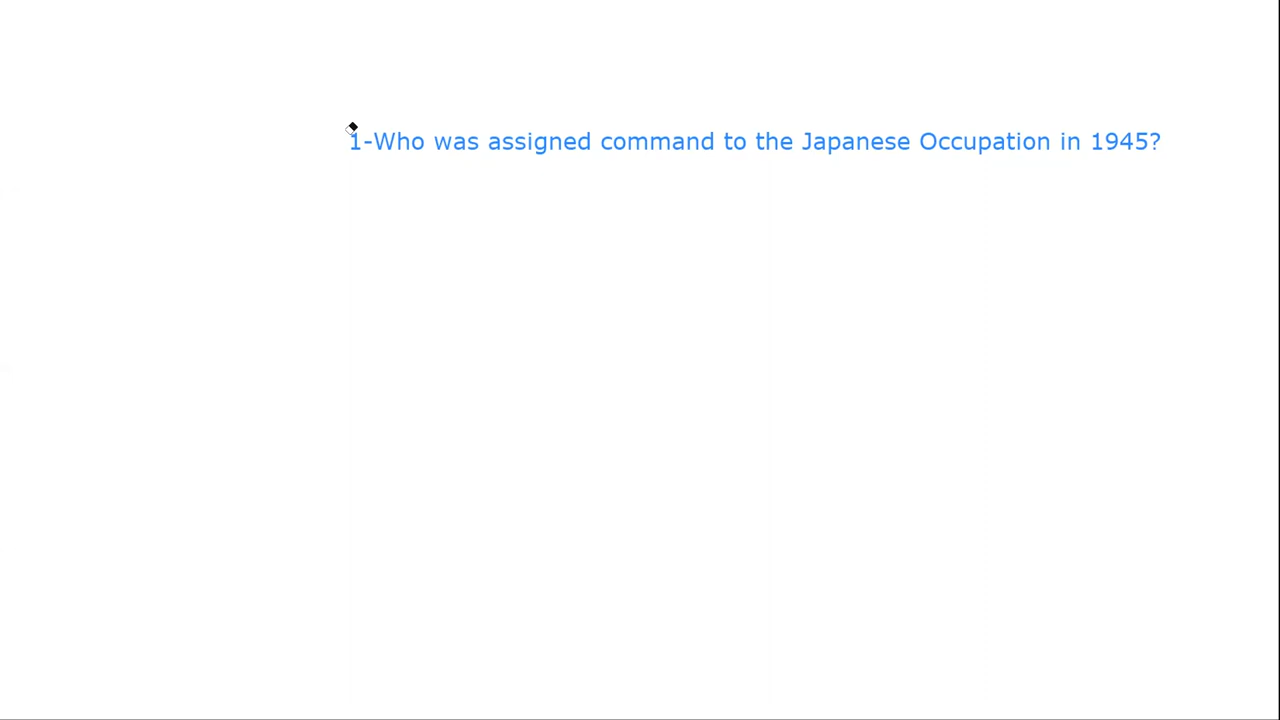 1-Who was assigned command to the Japanese Occupation in 1945?